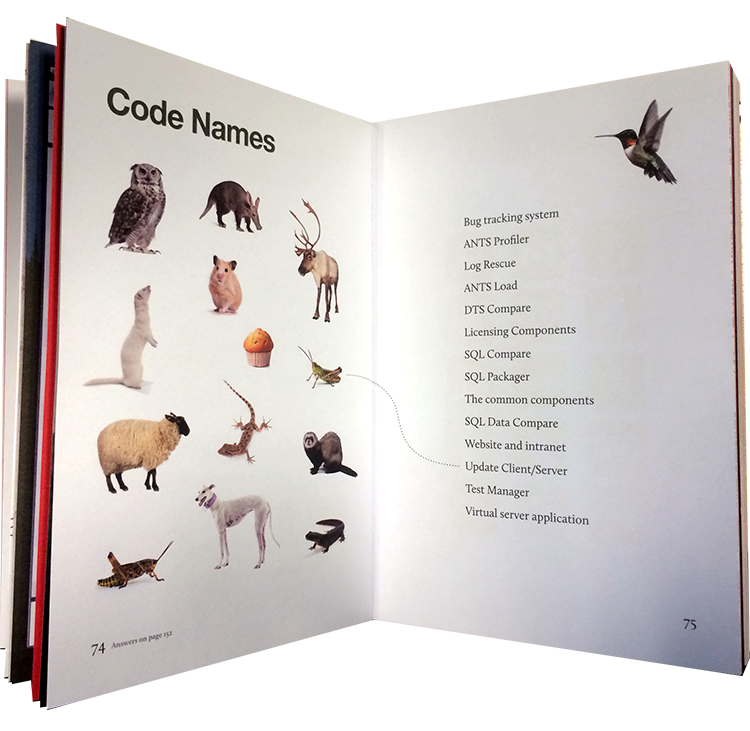 Code Names
74 Answers on page 152
Bug tracking system
ANTS Profiler
Log Rescue
ANTS Load
DTS Compare
Licensing Components
SQL Compare
SQL Packager
The common components
SQL Data Compare
Website and intranet
Update Client/Server
Test Manager
Virtual server application
75